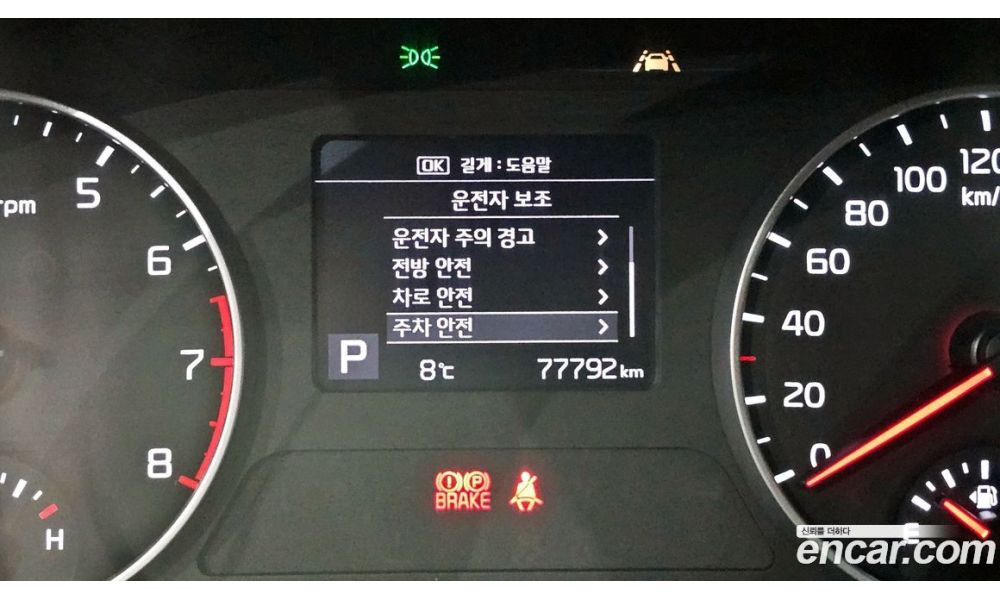 OK 길게 : 도움말
운전자 보조
운전자 주의 경고
전방 안전
차로 안전
주차 안전
P
8℃
77792 km
rpm
5
6
7
8
H
120
km/
100
80
60
40
20
0
E
BRAKE
P
신뢰를 더하다
encar.com